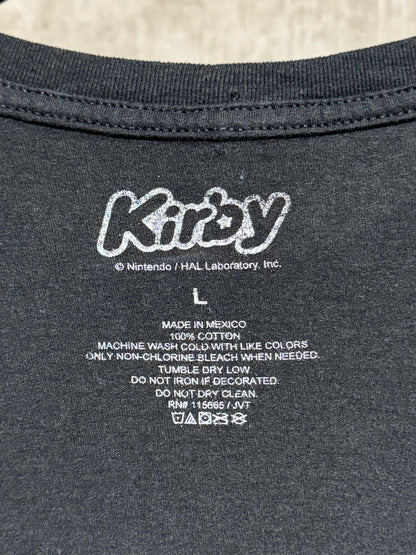 Kirby
© Nintendo / HAL Laboratory, Inc.
L
MADE IN MEXICO
100% COTTON
MACHINE WASH COLD WITH LIKE COLORS
ONLY NON-CHLORINE BLEACH WHEN NEEDED.
TUMBLE DRY LOW.
DO NOT IRON IF DECORATED.
DO NOT DRY CLEAN.
RN# 115665 / JVT